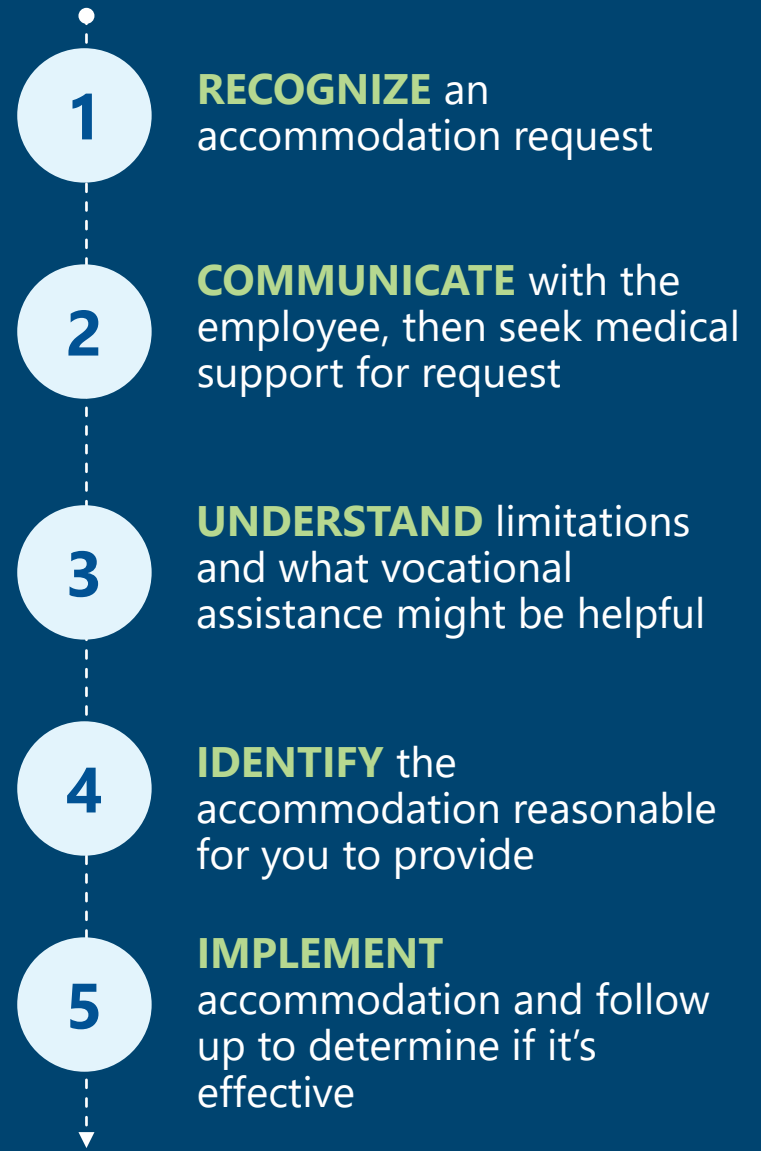 1
RECOGNIZE an
accommodation request
2
COMMUNICATE with the
employee, then seek medical
support for request
3
UNDERSTAND limitations
and what vocational
assistance might be helpful
4
IDENTIFY the
accommodation reasonable
for you to provide
5
IMPLEMENT
accommodation and follow
up to determine if it’s
effective